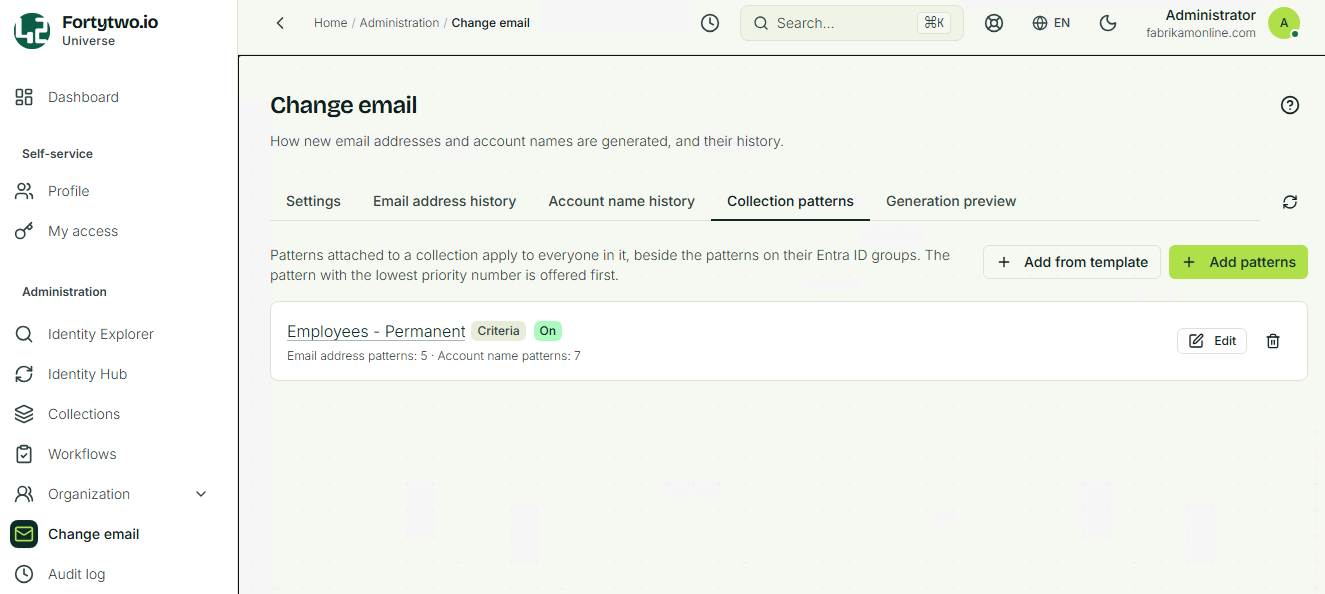 Fortytwo.io
Universe
Home / Administration / Change email
Search...
⌘K
EN
Administrator
fabrikamonline.com
A
Dashboard
Self-service
Profile
My access
Administration
Identity Explorer
Identity Hub
Collections
Workflows
Organization
Change email
Audit log
Change email
How new email addresses and account names are generated, and their history.
Settings
Email address history
Account name history
Collection patterns
Generation preview
Patterns attached to a collection apply to everyone in it, beside the patterns on their Entra ID groups. The
pattern with the lowest priority number is offered first.
Add from template
Add patterns
Employees - Permanent
Criteria
On
Email address patterns: 5 · Account name patterns: 7
Edit